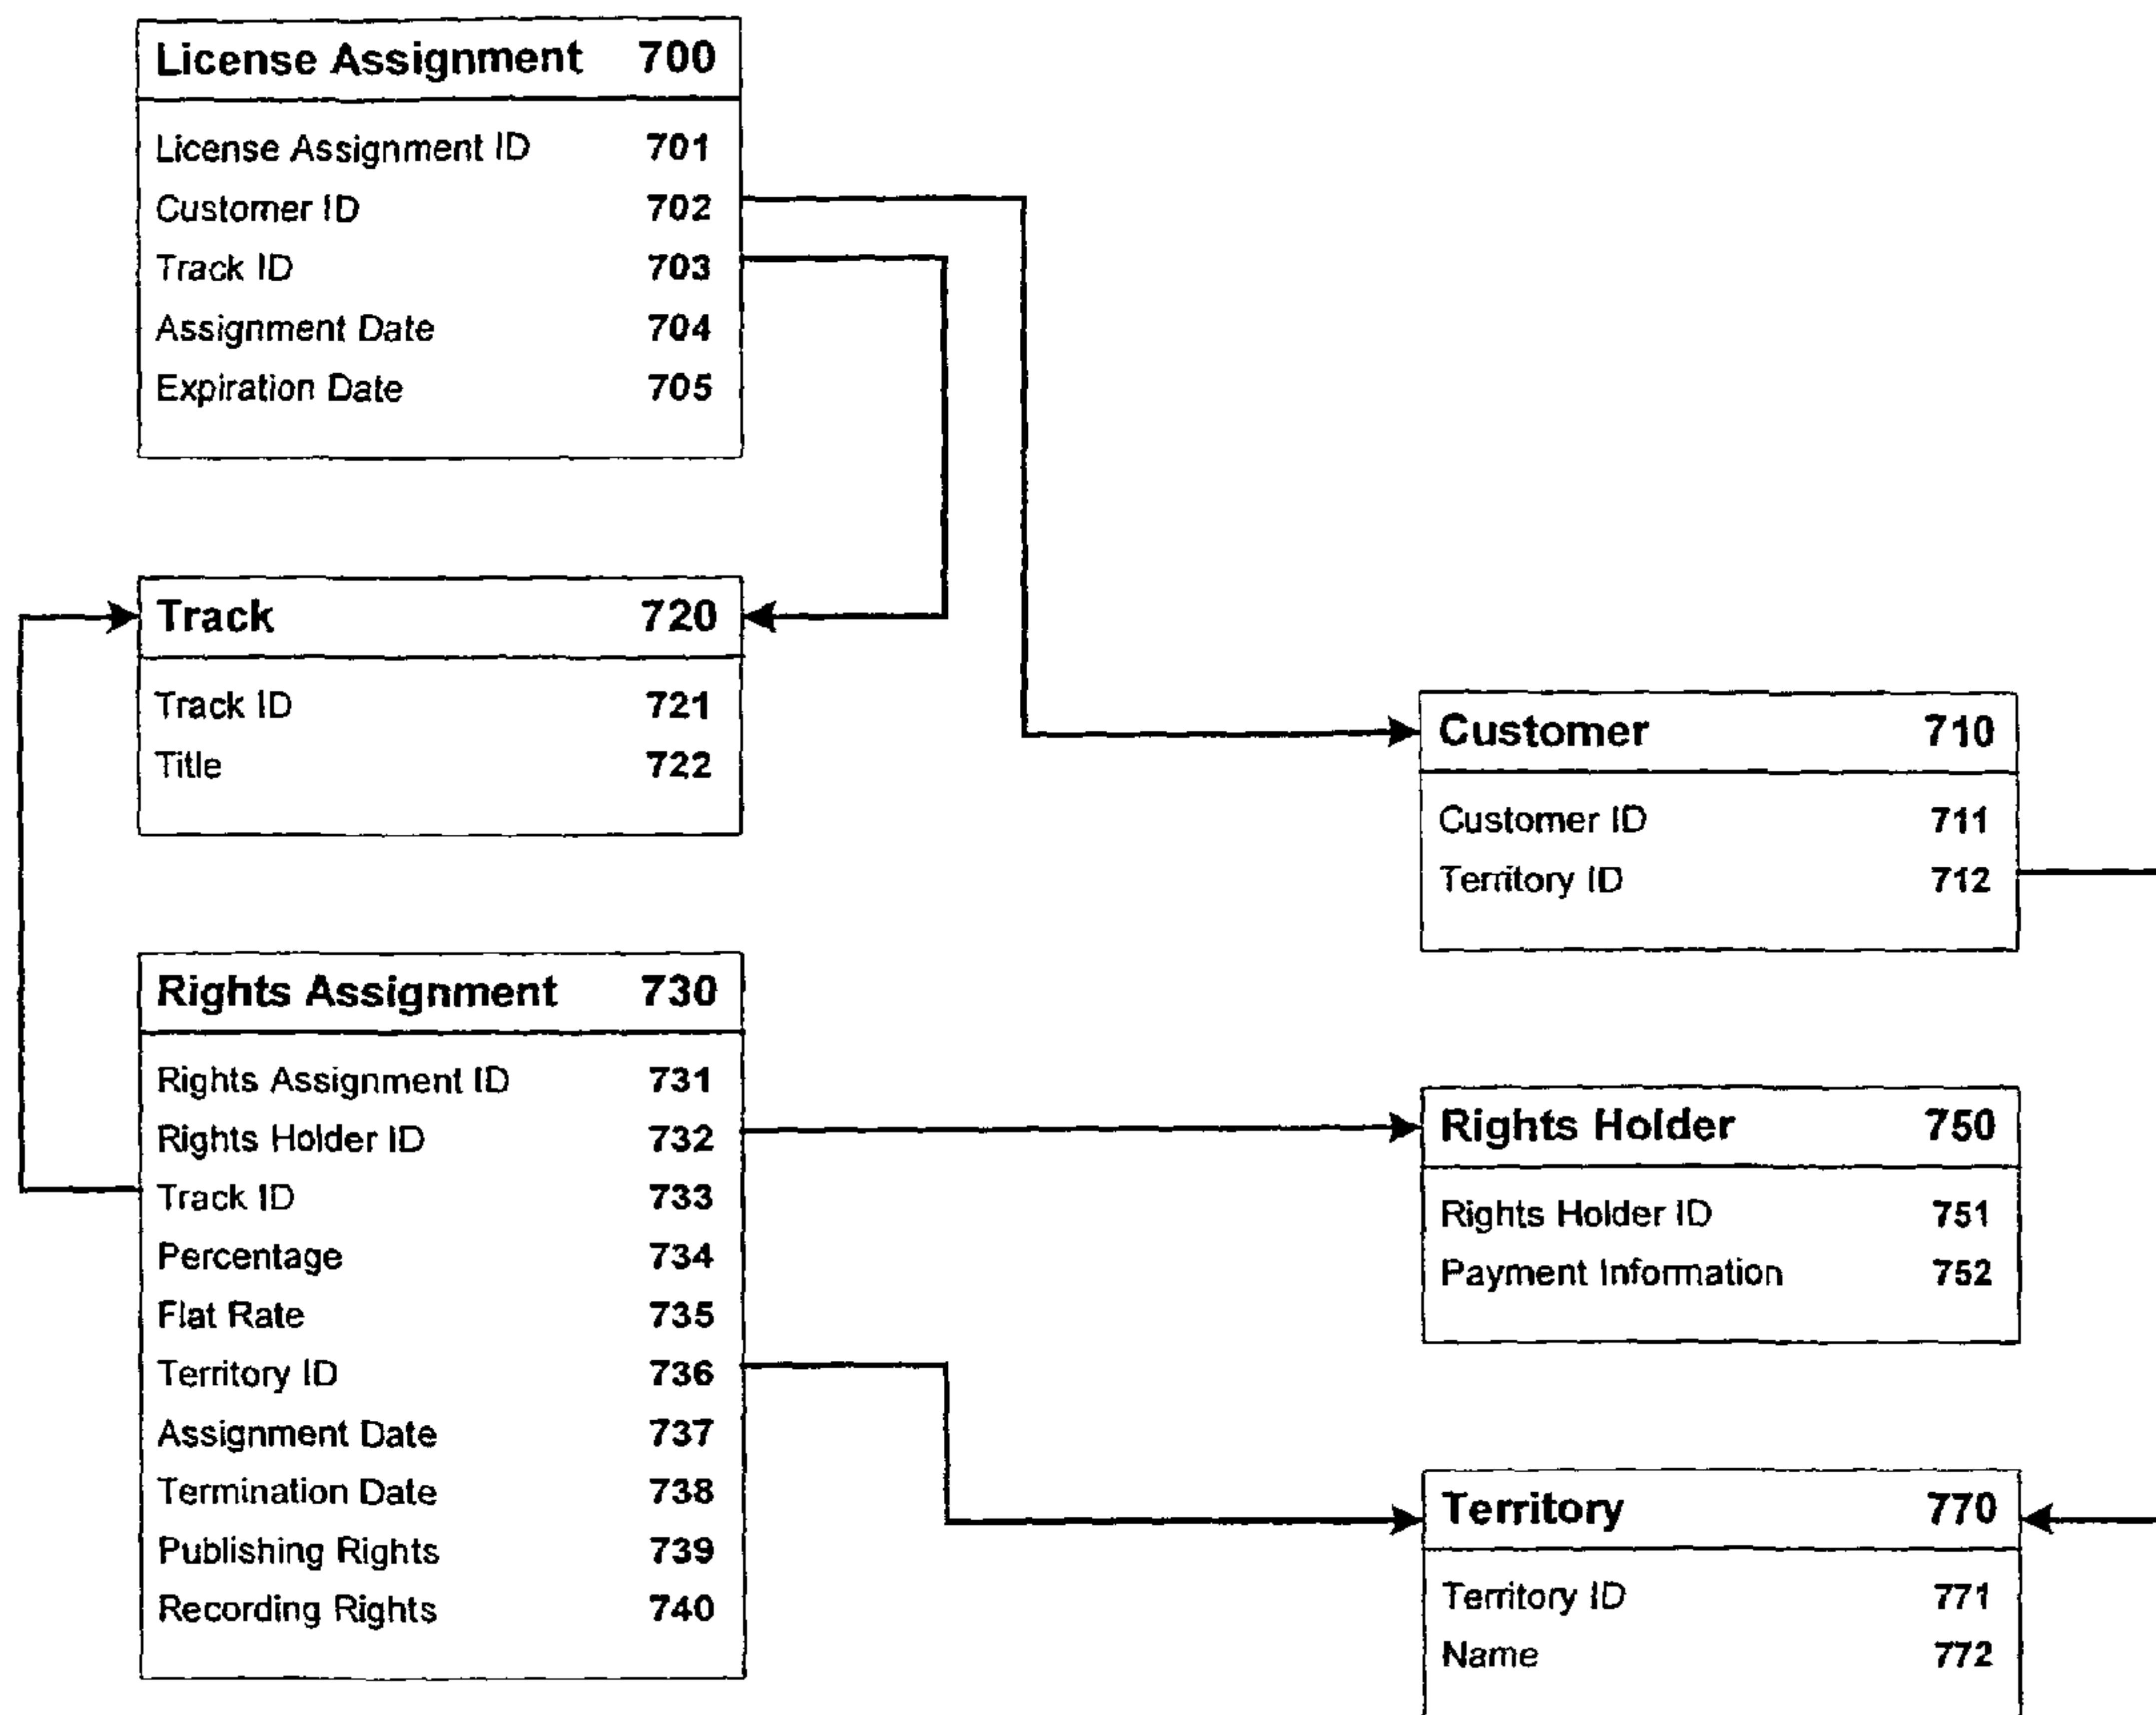 License Assignment 700
License Assignment ID 701
Customer ID 702
Track ID 703
Assignment Date 704
Expiration Date 705
Track 720
Track ID 721
Title 722
Customer 710
Customer ID 711
Territory ID 712
Rights Assignment 730
Rights Assignment ID 731
Rights Holder ID 732
Track ID 733
Percentage 734
Flat Rate 735
Territory ID 736
Assignment Date 737
Termination Date 738
Publishing Rights 739
Recording Rights 740
Rights Holder 750
Rights Holder ID 751
Payment Information 752
Territory 770
Territory ID 771
Name 772